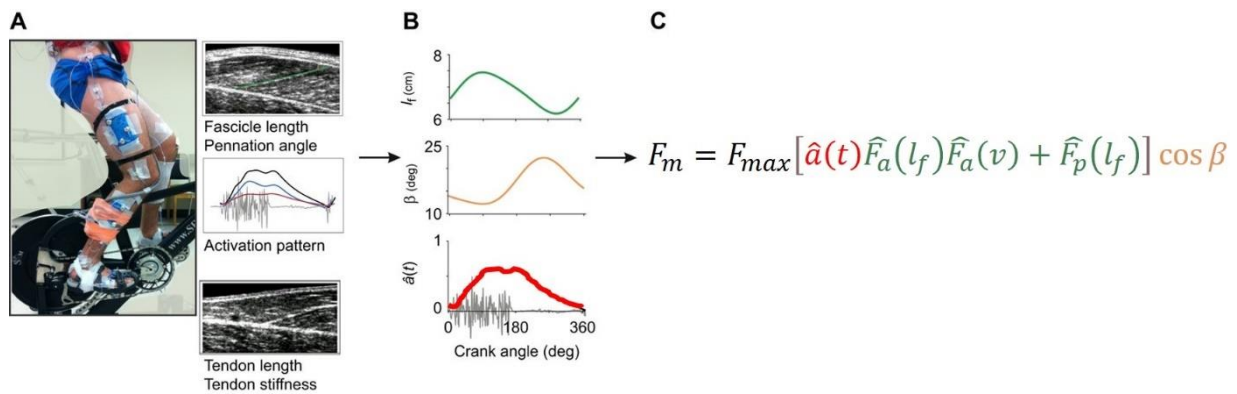 A
Fascicle length
Pennation angle
Activation pattern
Tendon length
Tendon stiffness
B
8
l_f (cm)
6
25
β (deg)
10
1
â(t)
0
0 180 360
Crank angle (deg)
C
F_m = F_max[â(t)F̂_a(l_f)F̂_a(v) + F̂_p(l_f)] cos β